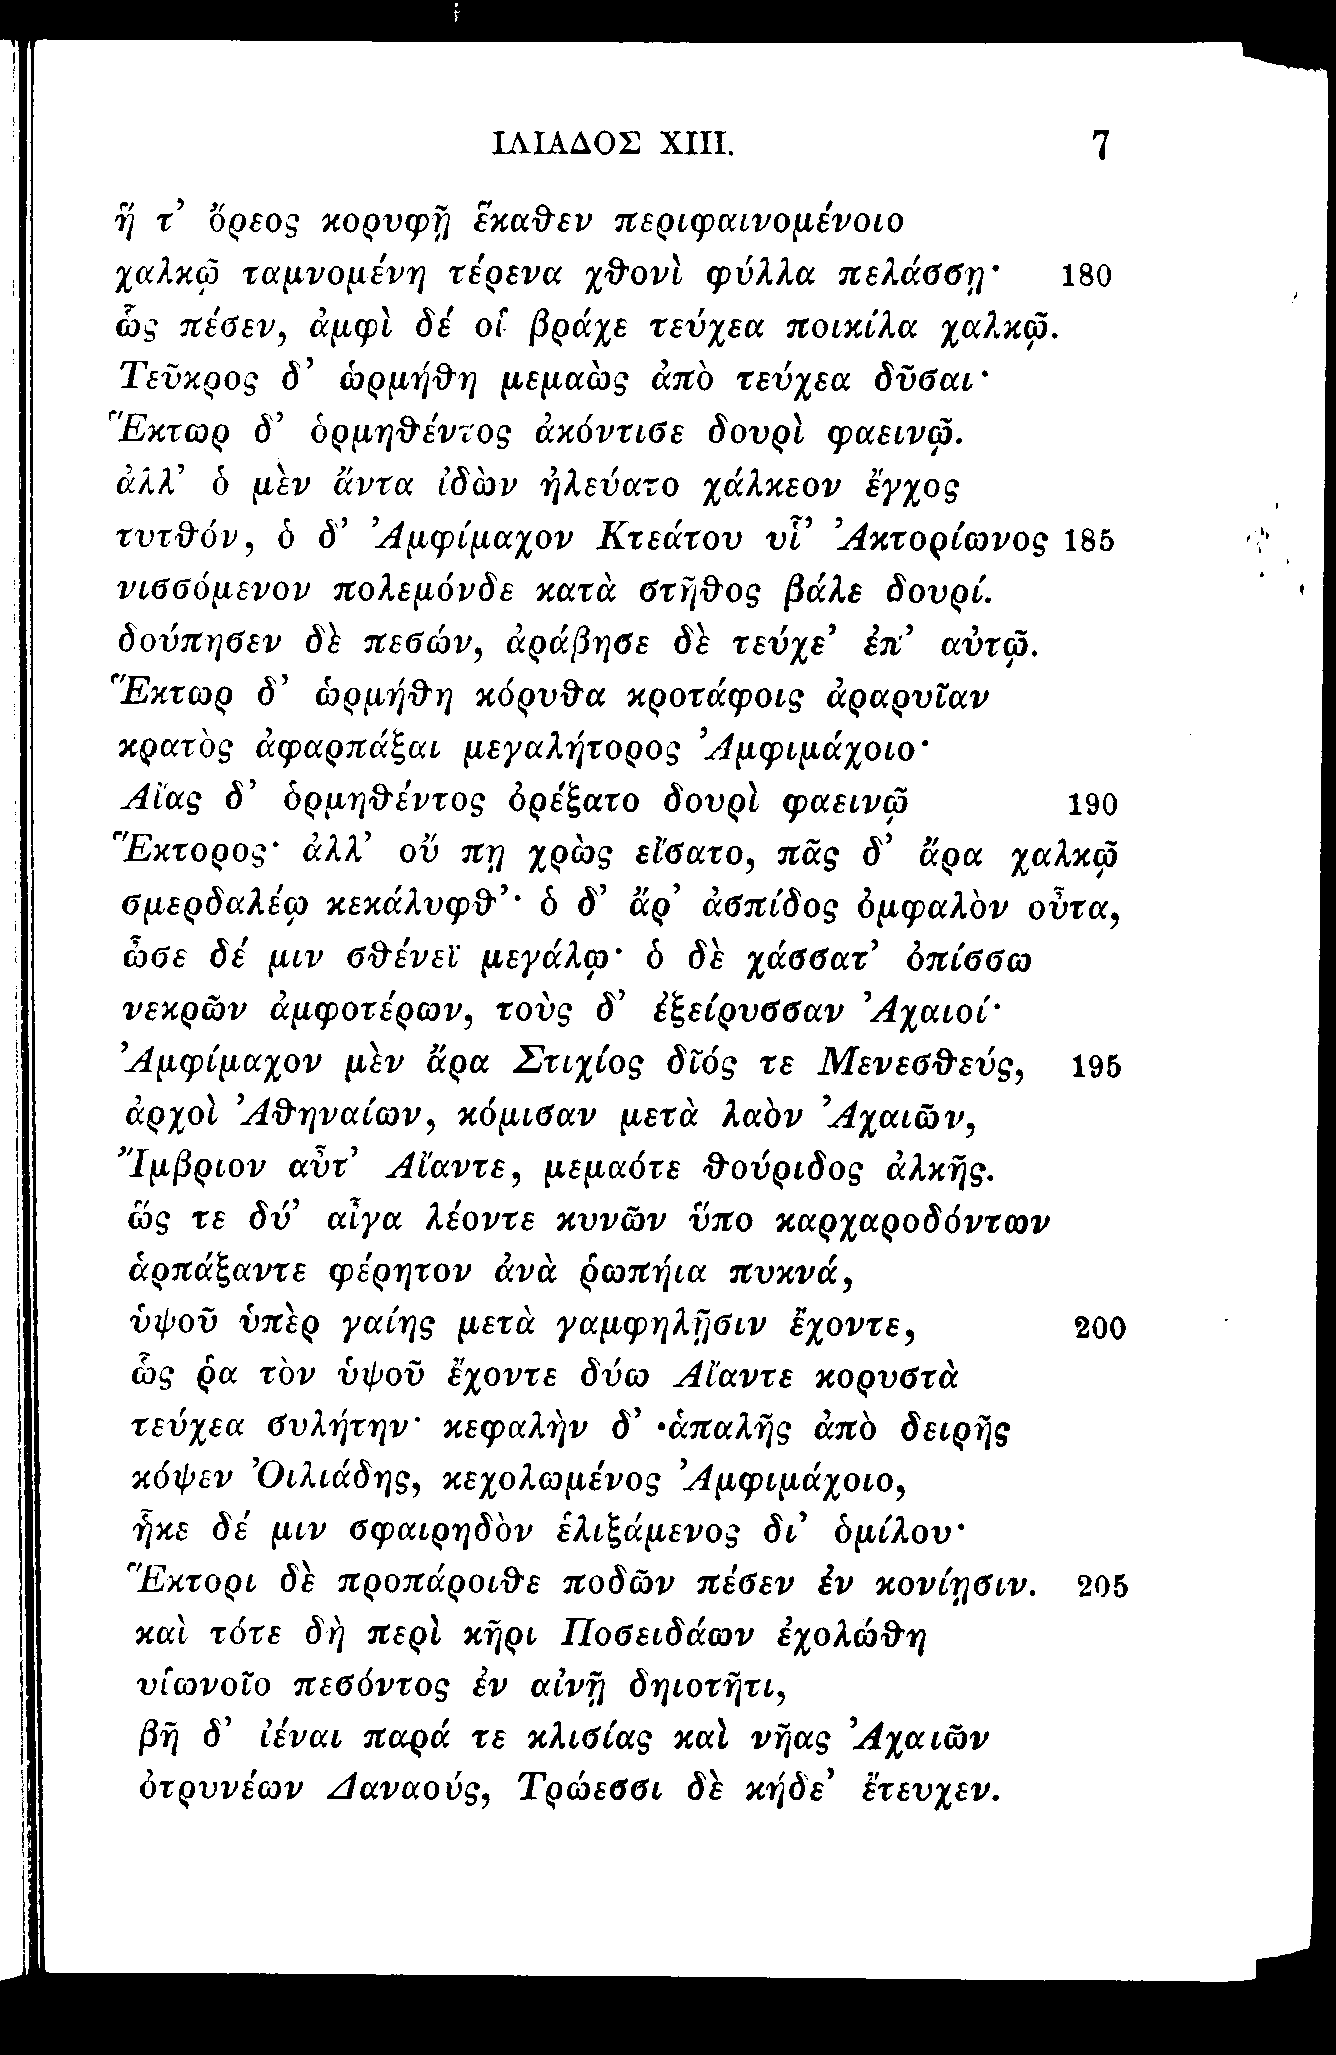 ΙΛΙΑΔΟΣ XIII. 7
ἥ τ’ ὄρεος κορυφῇ ἕκαθεν περιφαινομένοιο
χαλκῷ ταμνομένη τέρενα χθονὶ φύλλα πελάσσῃ· 180
ὣς πέσεν, ἀμφὶ δέ οἱ βράχε τεύχεα ποικίλα χαλκῷ.
Τεῦκρος δ’ ὡρμήθη μεμαὼς ἀπὸ τεύχεα δῦσαι·
Ἕκτωρ δ’ ὁρμηθέντος ἀκόντισε δουρὶ φαεινῷ.
ἀλλ’ ὁ μὲν ἄντα ἰδὼν ἠλεύατο χάλκεον ἔγχος
τυτθόν, ὁ δ’ Ἀμφίμαχον Κτεάτου υἷ’ Ἀκτορίωνος 185
νισσόμενον πολεμόνδε κατὰ στῆθος βάλε δουρί.
δούπησεν δὲ πεσών, ἀράβησε δὲ τεύχε’ ἐπ’ αὐτῷ.
Ἕκτωρ δ’ ὡρμήθη κόρυθα κροτάφοις ἀραρυῖαν
κρατὸς ἀφαρπάξαι μεγαλήτορος Ἀμφιμάχοιο·
Αἴας δ’ ὁρμηθέντος ὀρέξατο δουρὶ φαεινῷ 190
Ἕκτορος· ἀλλ’ οὔ πῃ χρὼς εἴσατο, πᾶς δ’ ἄρα χαλκῷ
σμερδαλέῳ κεκάλυφθ’· ὁ δ’ ἄρ’ ἀσπίδος ὀμφαλὸν οὖτα,
ὦσε δέ μιν σθένεϊ μεγάλῳ· ὁ δὲ χάσσατ’ ὀπίσσω
νεκρῶν ἀμφοτέρων, τοὺς δ’ ἐξείρυσσαν Ἀχαιοί·
Ἀμφίμαχον μὲν ἄρα Στιχίος δῖός τε Μενεσθεύς, 195
ἀρχοὶ Ἀθηναίων, κόμισαν μετὰ λαὸν Ἀχαιῶν,
Ἴμβριον αὖτ’ Αἴαντε, μεμαότε θούριδος ἀλκῆς.
ὥς τε δύ’ αἶγα λέοντε κυνῶν ὕπο καρχαροδόντων
ἁρπάξαντε φέρητον ἀνὰ ῥωπήια πυκνά,
ὑψοῦ ὑπὲρ γαίης μετὰ γαμφηλῇσιν ἔχοντε, 200
ὥς ῥα τὸν ὑψοῦ ἔχοντε δύω Αἴαντε κορυστὰ
τεύχεα συλήτην· κεφαλὴν δ’ ἁπαλῆς ἀπὸ δειρῆς
κόψεν Ὀιλιάδης, κεχολωμένος Ἀμφιμάχοιο,
ἧκε δέ μιν σφαιρηδὸν ἑλιξάμενος δι’ ὁμίλου·
Ἕκτορι δὲ προπάροιθε ποδῶν πέσεν ἐν κονίῃσιν. 205
καὶ τότε δὴ περὶ κῆρι Ποσειδάων ἐχολώθη
υἱωνοῖο πεσόντος ἐν αἰνῇ δηιοτῆτι,
βῆ δ’ ἰέναι παρά τε κλισίας καὶ νῆας Ἀχαιῶν
ὀτρυνέων Δαναούς, Τρώεσσι δὲ κήδε’ ἔτευχεν.